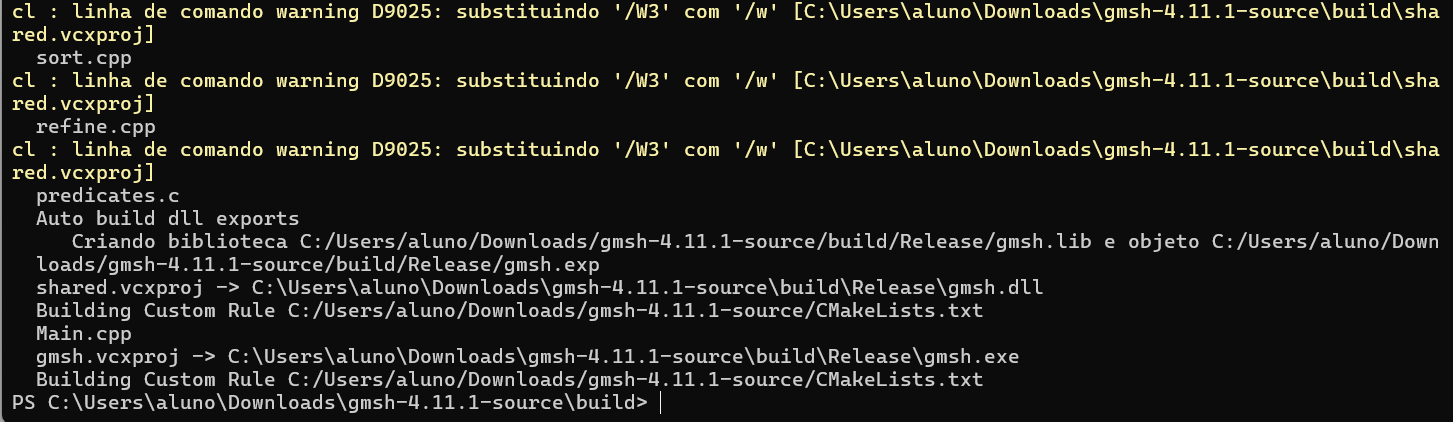 cl : linha de comando warning D9025: substituindo '/W3' com '/w' [C:\Users\aluno\Downloads\gmsh-4.11.1-source\build\sha
red.vcxproj]
sort.cpp
cl : linha de comando warning D9025: substituindo '/W3' com '/w' [C:\Users\aluno\Downloads\gmsh-4.11.1-source\build\sha
red.vcxproj]
refine.cpp
cl : linha de comando warning D9025: substituindo '/W3' com '/w' [C:\Users\aluno\Downloads\gmsh-4.11.1-source\build\sha
red.vcxproj]
predicates.c
Auto build dll exports
Criando biblioteca C:/Users/aluno/Downloads/gmsh-4.11.1-source/build/Release/gmsh.lib e objeto C:/Users/aluno/Down
loads/gmsh-4.11.1-source/build/Release/gmsh.exp
shared.vcxproj -> C:\Users\aluno\Downloads\gmsh-4.11.1-source\build\Release\gmsh.dll
Building Custom Rule C:/Users/aluno/Downloads/gmsh-4.11.1-source/CMakeLists.txt
Main.cpp
gmsh.vcxproj -> C:\Users\aluno\Downloads\gmsh-4.11.1-source\build\Release\gmsh.exe
Building Custom Rule C:/Users/aluno/Downloads/gmsh-4.11.1-source/CMakeLists.txt
PS C:\Users\aluno\Downloads\gmsh-4.11.1-source\build>